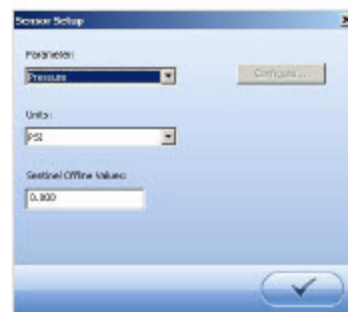 Sensor Setup
Parameter:
Pressure
Configure...
Units:
PSI
Sentinel Offline Values:
0.000